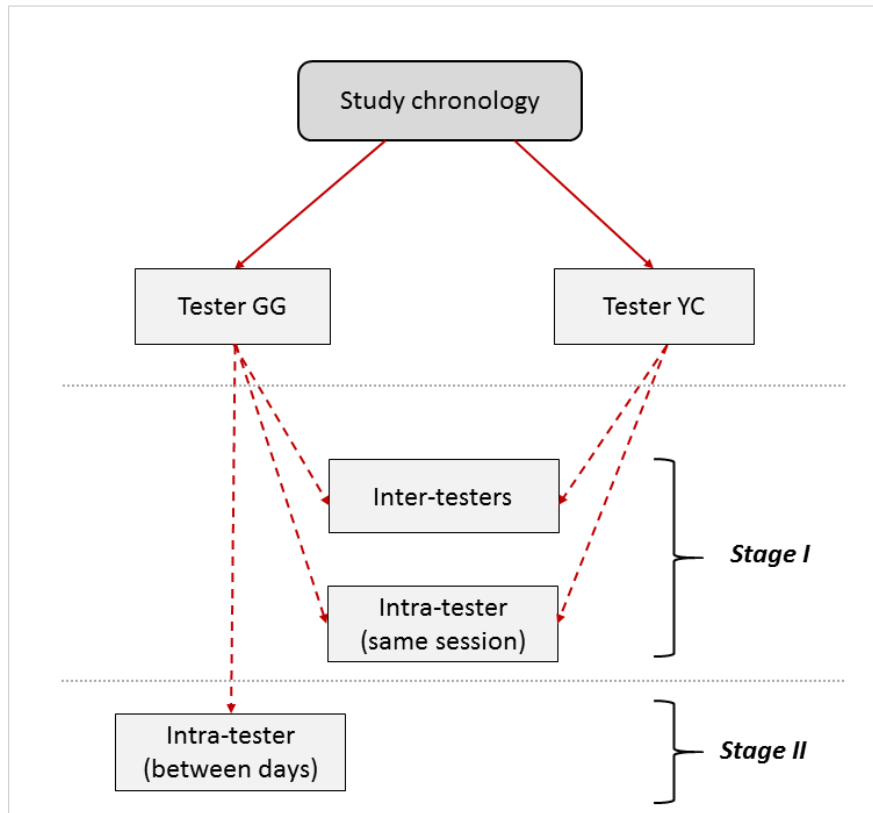 Study chronology
Tester GG
Tester YC
Inter-testers
Stage I
Intra-tester
(same session)
Intra-tester
(between days)
Stage II